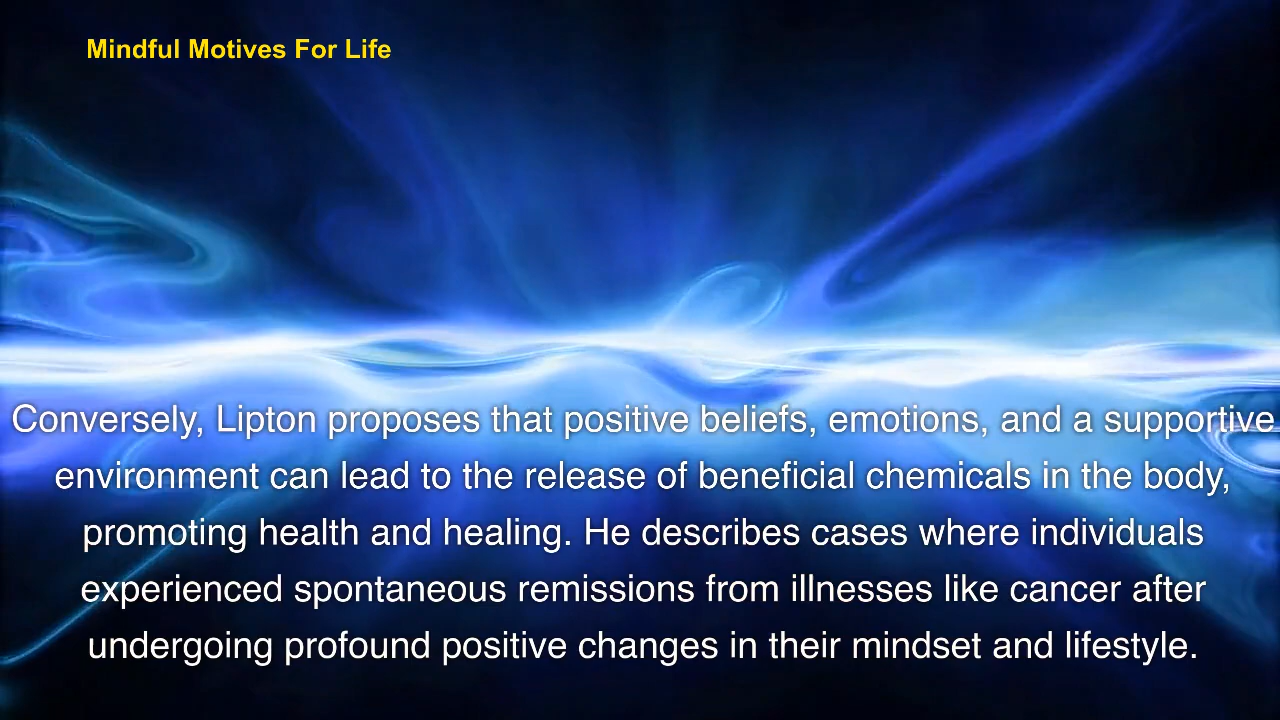 Mindful Motives For Life
Conversely, Lipton proposes that positive beliefs, emotions, and a supportive
environment can lead to the release of beneficial chemicals in the body,
promoting health and healing. He describes cases where individuals
experienced spontaneous remissions from illnesses like cancer after
undergoing profound positive changes in their mindset and lifestyle.